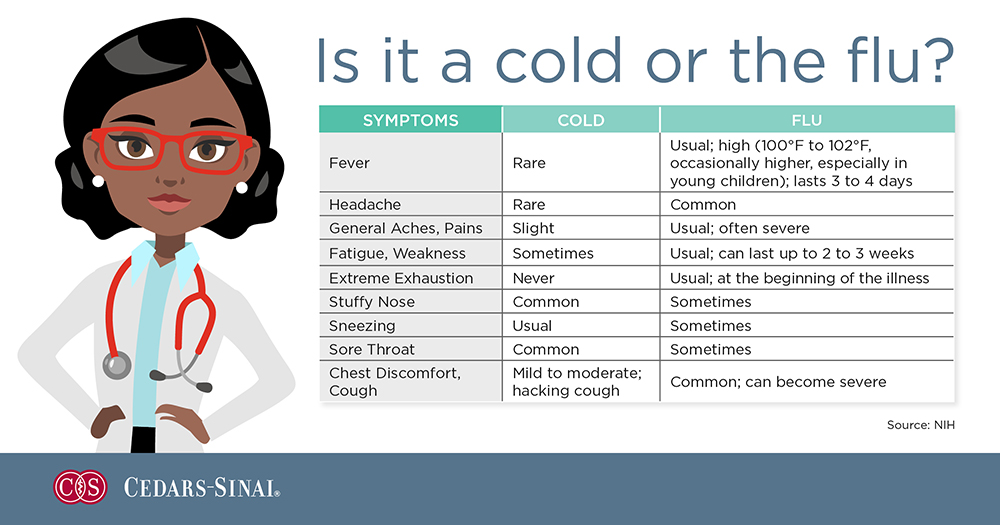 Is it a cold or the flu?
SYMPTOMS COLD FLU
Fever Rare Usual; high (100°F to 102°F,
occasionally higher, especially in
young children); lasts 3 to 4 days
Headache Rare Common
General Aches, Pains Slight Usual; often severe
Fatigue, Weakness Sometimes Usual; can last up to 2 to 3 weeks
Extreme Exhaustion Never Usual; at the beginning of the illness
Stuffy Nose Common Sometimes
Sneezing Usual Sometimes
Sore Throat Common Sometimes
Chest Discomfort, Mild to moderate; Common; can become severe
Cough hacking cough
Source: NIH
CS CEDARS-SINAI®